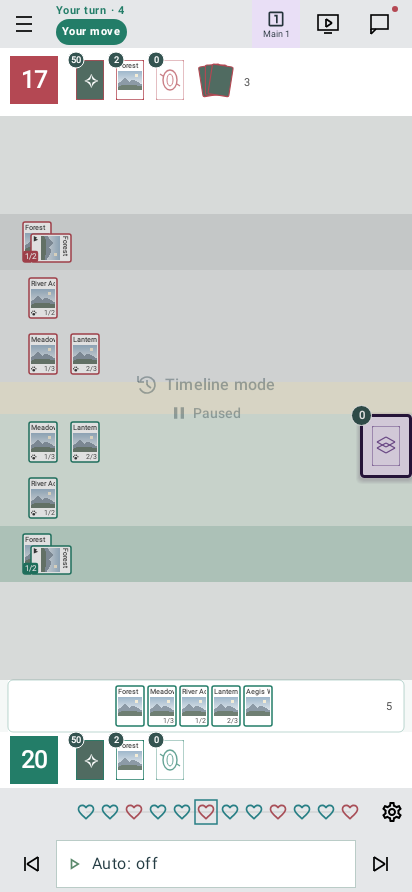 Your turn · 4
Your move
1
Main 1
17
50
2
orest
0
3
Forest
Forest
1/2
River Ac
1/2
Meadow
1/3
Lantern
2/3
Timeline mode
Paused
0
Meadow
1/3
Lantern
2/3
River Ac
1/2
Forest
Forest
1/2
Forest
Meadow
1/3
River Ac
1/2
Lantern
2/3
Aegis
5
20
50
2
orest
0
Auto: off